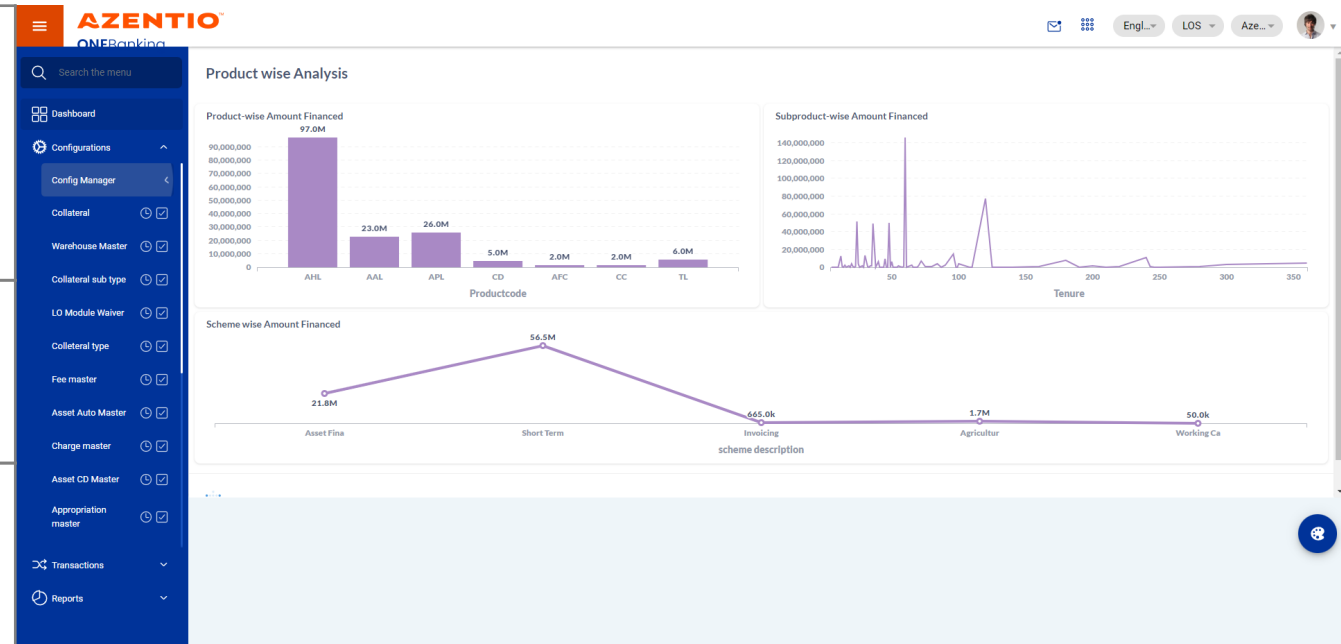 AZENTIO™
ONEBanking
Engl...
LOS
Aze...
Search the menu
Dashboard
Configurations
Config Manager
Collateral
Warehouse Master
Collateral sub type
LO Module Waiver
Colleteral type
Fee master
Asset Auto Master
Charge master
Asset CD Master
Appropriation
master
Transactions
Reports
Product wise Analysis
Product-wise Amount Financed
97.0M
90,000,000
80,000,000
70,000,000
60,000,000
50,000,000
40,000,000
30,000,000
20,000,000
10,000,000
0
23.0M
26.0M
5.0M
2.0M
2.0M
6.0M
AHL AAL APL CD AFC CC TL
Productcode
Subproduct-wise Amount Financed
140,000,000
120,000,000
100,000,000
80,000,000
60,000,000
40,000,000
20,000,000
0
50 100 150 200 250 300 350
Tenure
Scheme wise Amount Financed
56.5M
21.8M
665.0k
1.7M
50.0k
Asset Fina Short Term Invoicing Agricultur Working Ca
scheme description